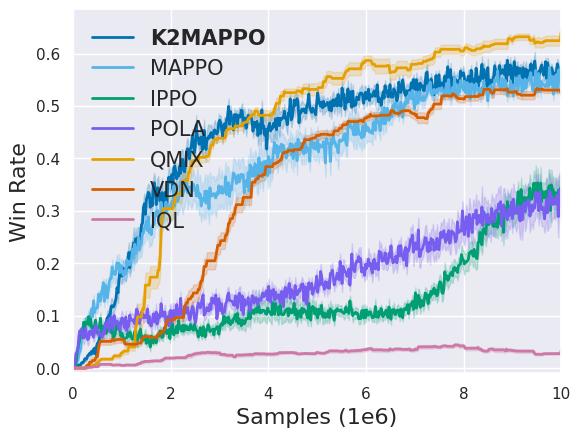 K2MAPPO
MAPPO
IPPO
POLA
QMIX
VDN
IQL
Win Rate
0.6
0.5
0.4
0.3
0.2
0.1
0.0
0 2 4 6 8 10
Samples (1e6)